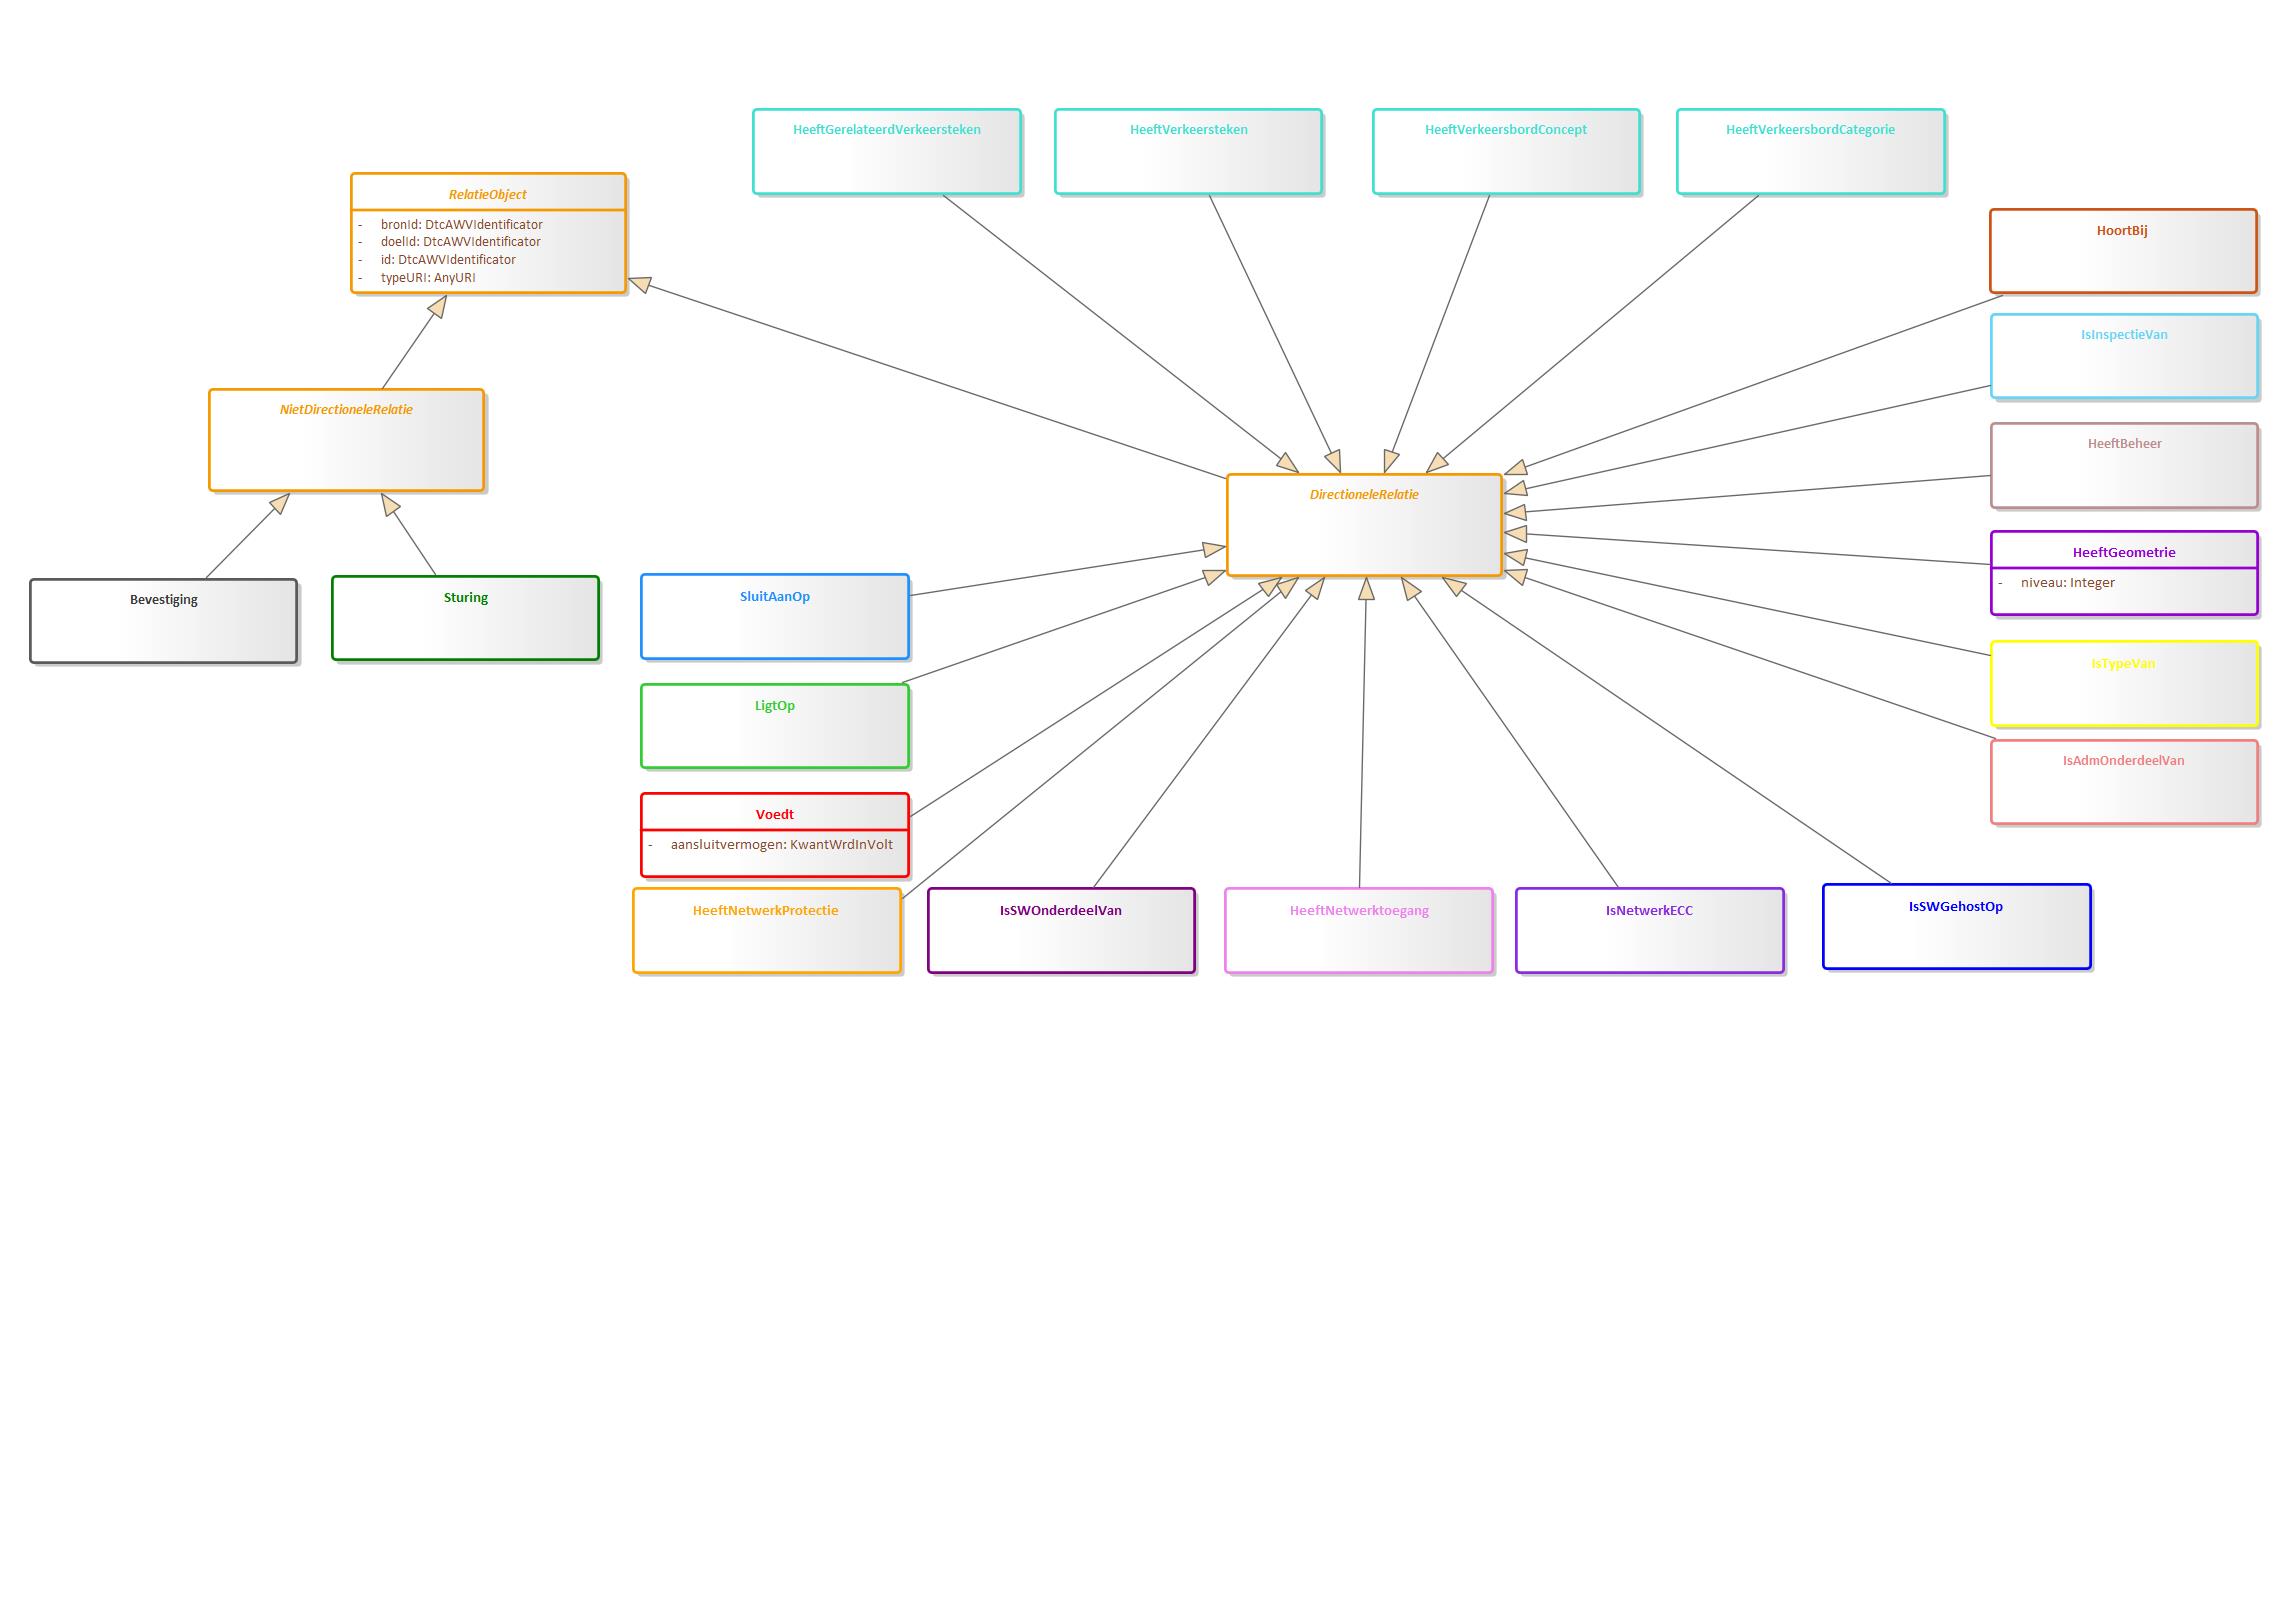 HeeftGerelateerdVerkeersteken
HeeftVerkeersteken
HeeftVerkeersbordConcept
HeeftVerkeersbordCategorie
RelatieObject
- bronId: DtcAWVIdentificator
- doelId: DtcAWVIdentificator
- id: DtcAWVIdentificator
- typeURI: AnyURI
HoortBij
IsInspectieVan
NietDirectioneleRelatie
HeeftBeheer
DirectioneleRelatie
HeeftGeometrie
- niveau: Integer
Bevestiging
Sturing
SluitAanOp
IsTypeVan
LigtOp
IsAdmOnderdeelVan
Voedt
- aansluitvermogen: KwantWrdInVolt
HeeftNetwerkProtectie
IsSWOnderdeelVan
HeeftNetwerktoegang
IsNetwerkECC
IsSWGehostOp